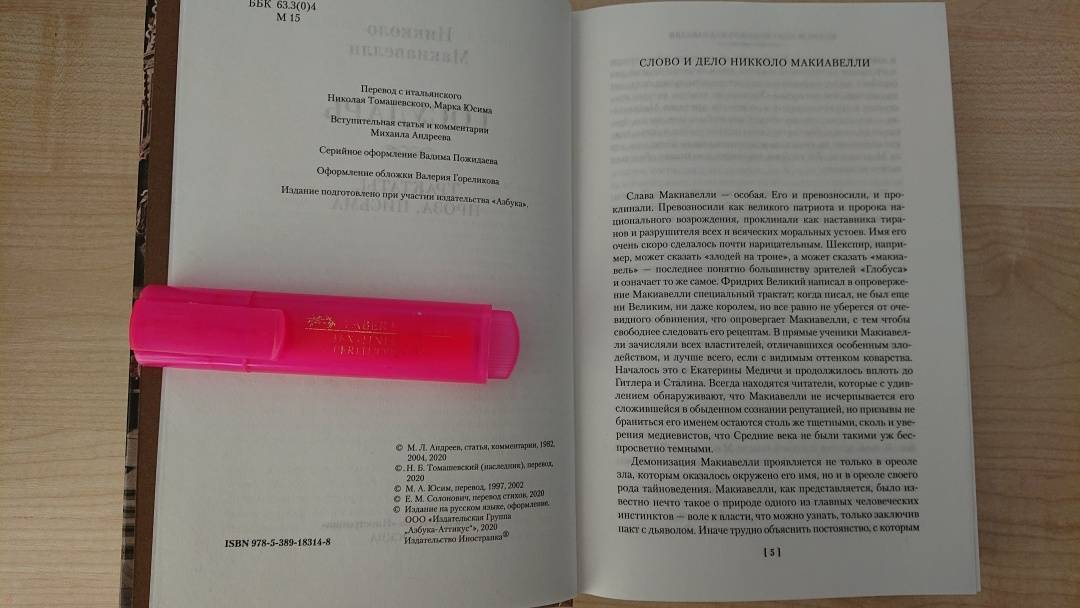 ББК 63.3(0)4
М 15
Перевод с итальянского
Николая Томашевского, Марка Юсима
Вступительная статья и комментарии
Михаила Андреева
Серийное оформление Вадима Пожидаева
Оформление обложки Валерия Гореликова
Издание подготовлено при участии издательства «Азбука».
© М. Л. Андреев, статья, комментарии, 1982,
2004, 2020
© Н. Б. Томашевский (наследник), перевод,
2020
© М. А. Юсим, перевод, 1997, 2002
© Е. М. Солонович, перевод стихов, 2020
© Издание на русском языке, оформление.
ООО «Издательская Группа
„Азбука-Аттикус“», 2020
Издательство Иностранка®
ISBN 978-5-389-18314-8
СЛОВО И ДЕЛО НИККОЛО МАКИАВЕЛЛИ
Слава Макиавелли — особая. Его и превозносили, и про-
клинали. Превозносили как великого патриота и пророка на-
ционального возрождения, проклинали как наставника тира-
нов и разрушителя всех и всяческих моральных устоев. Имя его
очень скоро сделалось почти нарицательным. Шекспир, напри-
мер, может сказать «злодей на троне», а может сказать «макиа-
вель» — последнее понятно большинству зрителей «Глобуса»
и означает то же самое. Фридрих Великий написал в опроверже-
ние Макиавелли специальный трактат; когда писал, не был еще
ни Великим, ни даже королем, но все равно не уберегся от оче-
видного обвинения, что опровергает Макиавелли, с тем чтобы
свободнее следовать его рецептам. В прямые ученики Макиавел-
ли зачисляли всех властителей, отличавшихся особенным зло-
действом, и лучше всего, если с видимым оттенком коварства.
Началось это с Екатерины Медичи и продолжилось вплоть до
Гитлера и Сталина. Всегда находятся читатели, которые с удив-
лением обнаруживают, что Макиавелли не исчерпывается его
сложившейся в обыденном сознании репутацией, но призывы не
браниться его именем остаются столь же тщетными, сколь и уве-
рения медиевистов, что Средние века не были такими уж бес-
просветно темными.
Демонизация Макиавелли проявляется не только в ореоле
зла, которым оказалось окружено его имя, но и в ореоле своего
рода тайноведения. Макиавелли, как представляется, было из-
вестно нечто такое о природе одного из главных человеческих
инстинктов — воле к власти, что можно узнать, только заключив
пакт с дьяволом. Иначе трудно объяснить постоянство, с которым
[ 5 ]